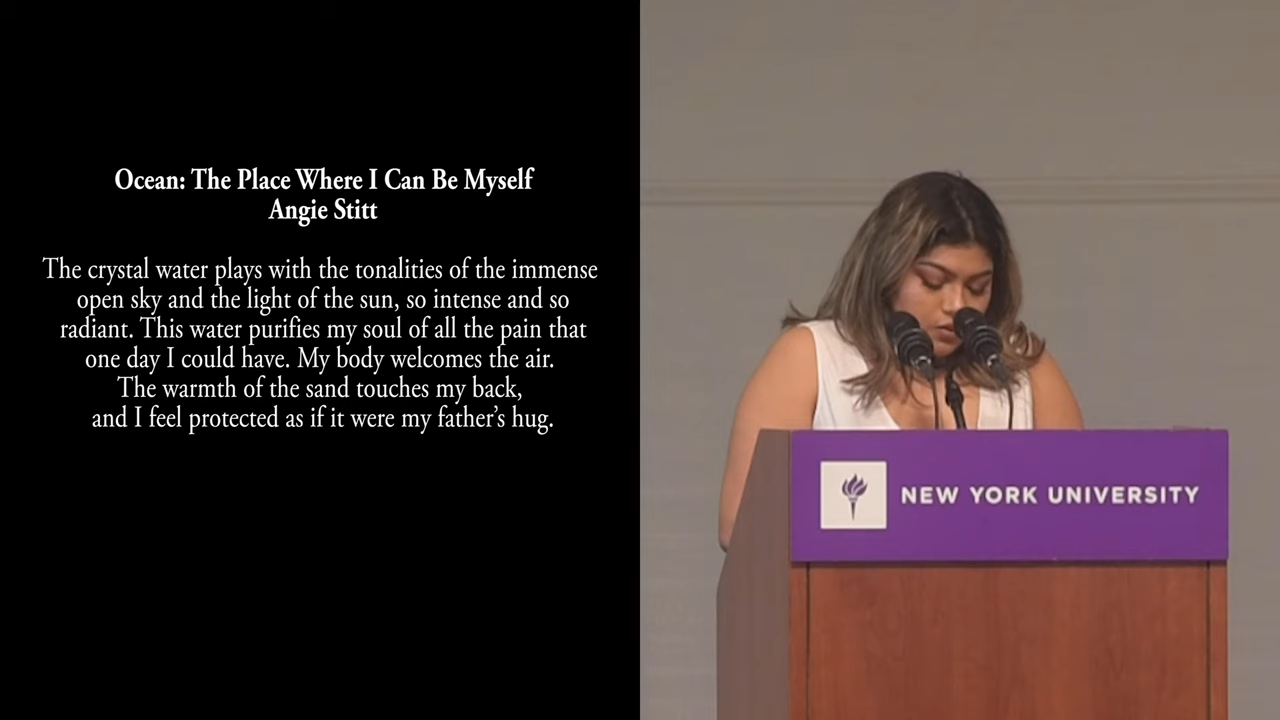 Ocean: The Place Where I Can Be Myself
Angie Stitt
The crystal water plays with the tonalities of the immense
open sky and the light of the sun, so intense and so
radiant. This water purifies my soul of all the pain that
one day I could have. My body welcomes the air.
The warmth of the sand touches my back,
and I feel protected as if it were my father's hug.
NEW YORK UNIVERSITY